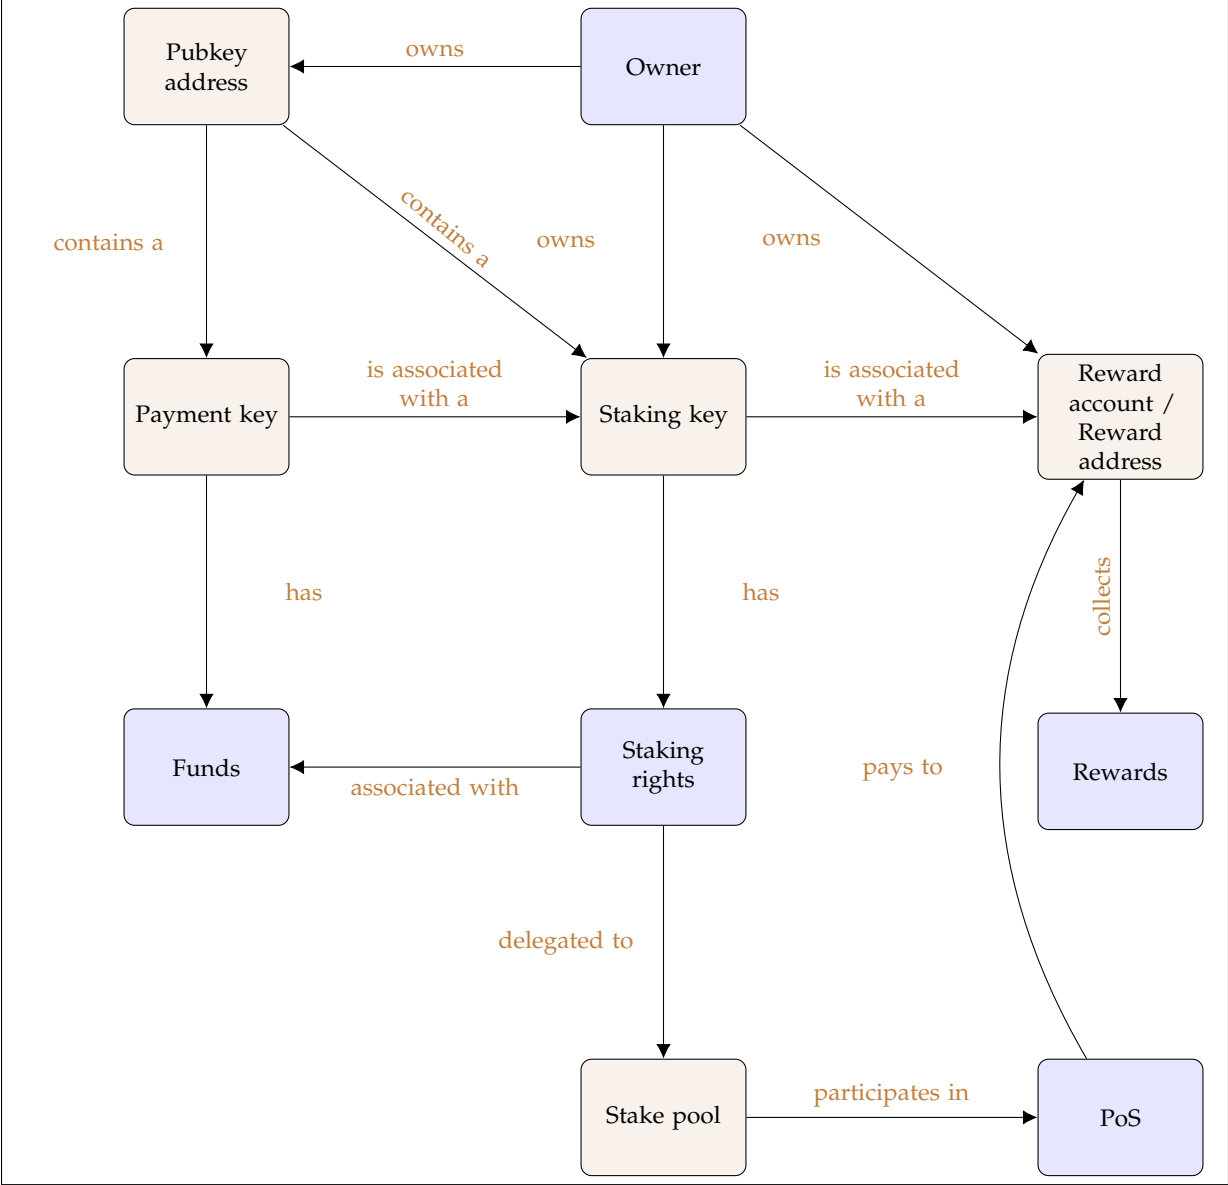 Pubkey
address
owns
Owner
contains a
contains a
owns
owns
Payment key
is associated
with a
Staking key
is associated
with a
Reward
account /
Reward
address
has
has
collects
Funds
associated with
Staking
rights
pays to
Rewards
delegated to
Stake pool
participates in
PoS